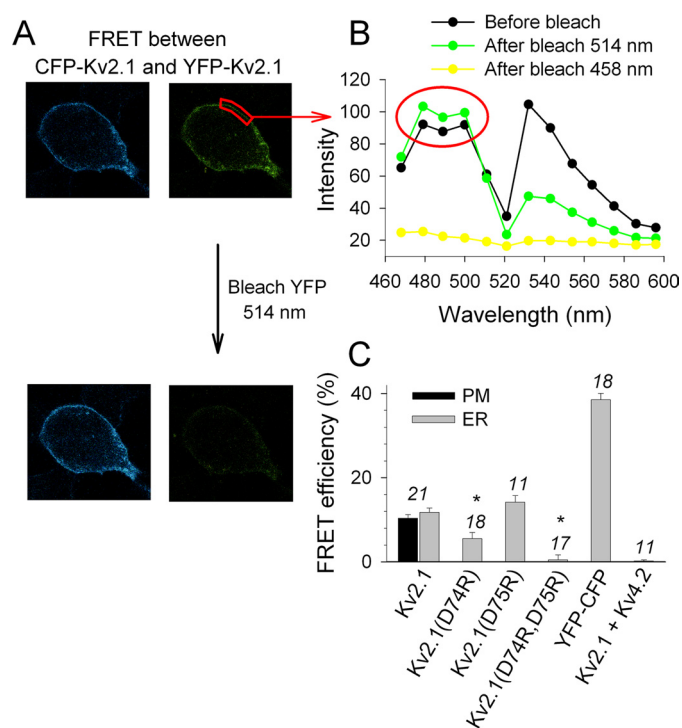 A
FRET between
CFP-Kv2.1 and YFP-Kv2.1
Bleach YFP
514 nm
B
Before bleach
After bleach 514 nm
After bleach 458 nm
120
100
80
60
40
20
Intensity
460 480 500 520 540 560 580 600
Wavelength (nm)
C
PM
ER
40
20
0
FRET efficiency (%)
21
* 18
11
* 17
18
11
Kv2.1
Kv2.1(D74R)
Kv2.1(D75R)
Kv2.1(D74R,D75R)
YFP-CFP
Kv2.1 + Kv4.2